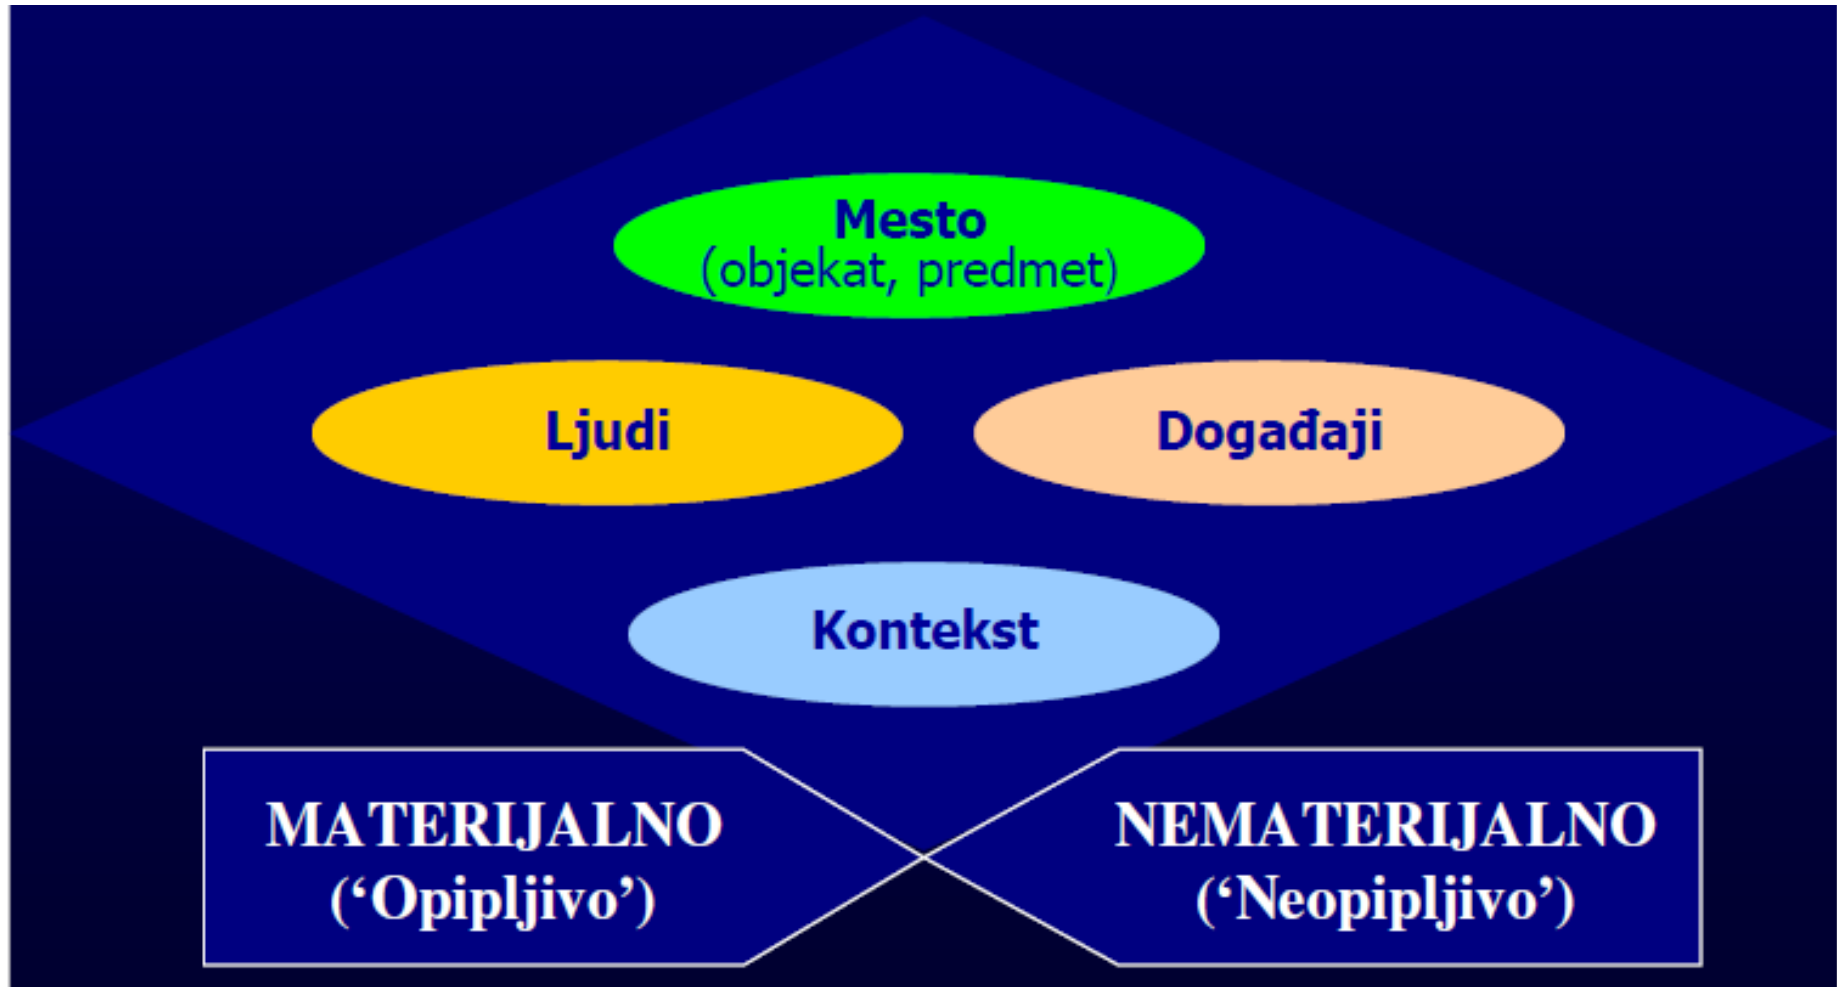 Mesto
(objekat, predmet)
Ljudi
Događaji
Kontekst
MATERIJALNO
(‘Opipljivo’)
NEMATERIJALNO
(‘Neopipljivo’)